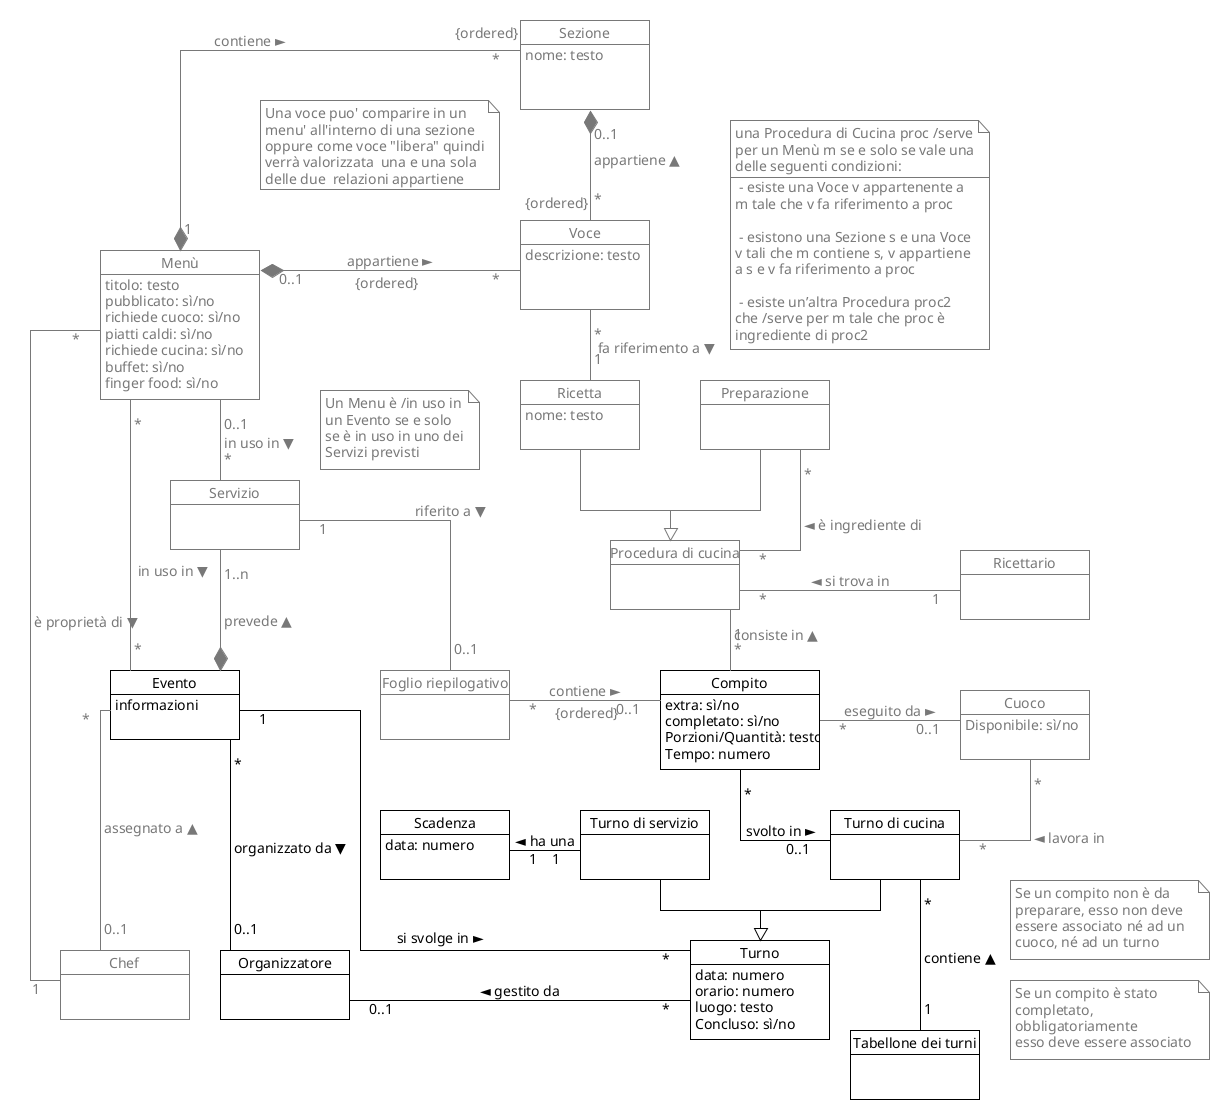 {ordered}
Sezione
contiene ►
*
nome: testo
Una voce puo' comparire in un
menu' all'interno di una sezione
oppure come voce "libera" quindi
verrà valorizzata  una e una sola
delle due  relazioni appartiene
0..1
appartiene ▲
*
{ordered}
una Procedura di Cucina proc /serve
per un Menù m se e solo se vale una
delle seguenti condizioni:
- esiste una Voce v appartenente a
m tale che v fa riferimento a proc
- esistono una Sezione s e una Voce
v tali che m contiene s, v appartiene
a s e v fa riferimento a proc
- esiste un'altra Procedura proc2
che /serve per m tale che proc è
ingrediente di proc2
1
Menù
titolo: testo
pubblicato: sì/no
richiede cuoco: sì/no
piatti caldi: sì/no
richiede cucina: sì/no
buffet: sì/no
finger food: sì/no
appartiene ►
0..1
{ordered}
*
Voce
descrizione: testo
*
fa riferimento a ▼
1
*
Ricetta
nome: testo
Preparazione
Un Menu è /in uso in
un Evento se e solo
se è in uso in uno dei
Servizi previsti
*
0..1
in uso in ▼
*
Servizio
riferito a ▼
1
*
◄ è ingrediente di
*
Procedura di cucina
Ricettario
◄ si trova in
*
1
in uso in ▼
1..n
è proprietà di ▼
prevede ▲
*
0..1
1
consiste in ▲
*
Evento
informazioni
*
1
Foglio riepilogativo
contiene ►
*
{ordered}
0..1
Compito
extra: sì/no
completato: sì/no
Porzioni/Quantità: testo
Tempo: numero
eseguito da ►
*
0..1
Cuoco
Disponibile: sì/no
*
*
*
assegnato a ▲
organizzato da ▼
Scadenza
data: numero
◄ ha una
1
1
Turno di servizio
svolto in ►
0..1
Turno di cucina
*
◄ lavora in
*
contiene ▲
1
Se un compito non è da
preparare, esso non deve
essere associato né ad un
cuoco, né ad un turno
0..1
0..1
si svolge in ►
*
Chef
1
Organizzatore
◄ gestito da
0..1
*
Turno
data: numero
orario: numero
luogo: testo
Concluso: sì/no
Se un compito è stato
completato,
obbligatoriamente
esso deve essere associato
Tabellone dei turni